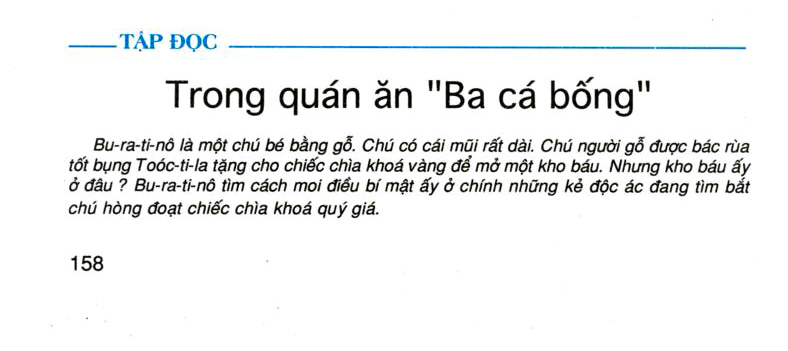 TẬP ĐỌC
Trong quán ăn "Ba cá bống"
Bu-ra-ti-nô là một chú bé bằng gỗ. Chú có cái mũi rất dài. Chú người gỗ được bác rùa
tốt bụng Toóc-ti-la tặng cho chiếc chìa khoá vàng để mở một kho báu. Nhưng kho báu ấy
ở đâu ? Bu-ra-ti-nô tìm cách moi điều bí mật ấy ở chính những kẻ độc ác đang tìm bắt
chú hòng đoạt chiếc chìa khoá quý giá.
158